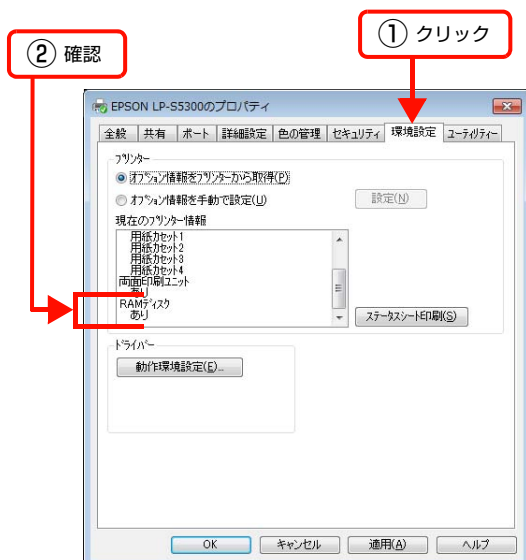 ① クリック
② 確認
EPSON LP-S5300のプロパティ
全般 共有 ポート 詳細設定 色の管理 セキュリティ 環境設定 ユーティリティー
プリンター
オプション情報をプリンターから取得(P)
オプション情報を手動で設定(U)
設定(N)
現在のプリンター情報
用紙カセット1
用紙カセット2
用紙カセット3
用紙カセット4
両面印刷ユニット
あり
RAMディスク
あり
ステータスシート印刷(S)
ドライバー
動作環境設定(E)...
OK キャンセル 適用(A) ヘルプ